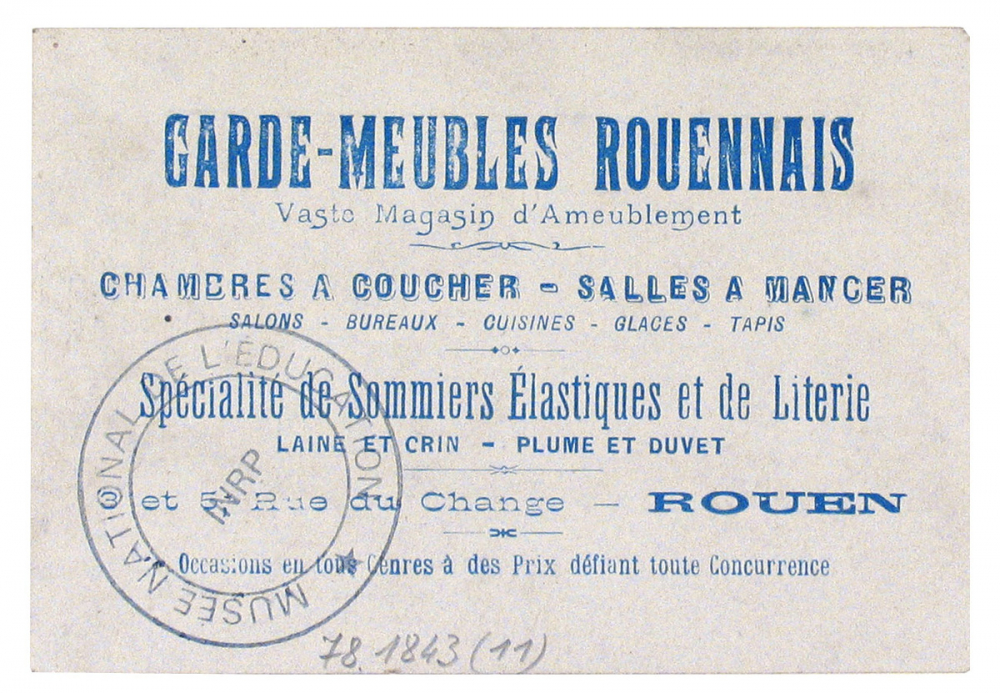 GARDE-MEUBLES ROUENNAIS
Vaste Magasin d'Ameublement
CHAMBRES A COUCHER - SALLES A MANGER
SALONS - BUREAUX - CUISINES - GLACES - TAPIS
Spécialité de Sommiers Élastiques et de Literie
LAINE ET CRIN - PLUME ET DUVET
et 5, Rue du Change - ROUEN
Occasions en tous Genres à des Prix défiant toute Concurrence
MUSÉE NATIONAL DE L'ÉDUCATION
INRP
78.1843 (11)